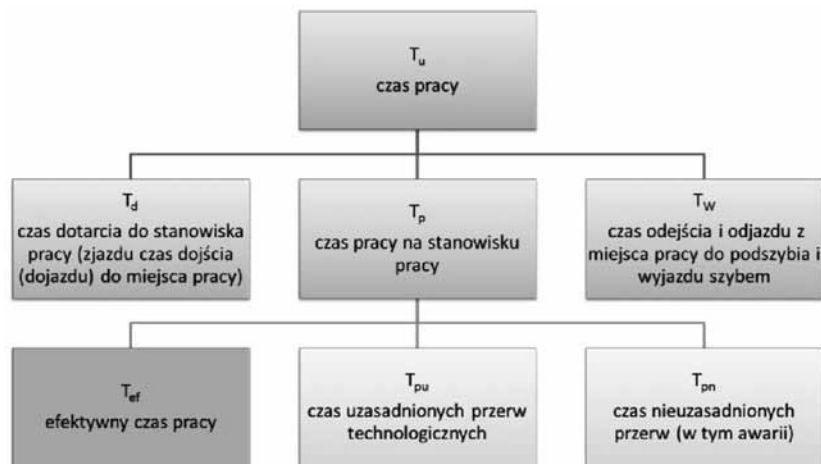 T_u
czas pracy
T_d
czas dotarcia do stanowiska
pracy (zjazdu czas dojścia
(dojazdu) do miejsca pracy)
T_p
czas pracy na stanowisku
pracy
T_W
czas odejścia i odjazdu z
miejsca pracy do podszybia i
wyjazdu szybem
T_ef
efektywny czas pracy
T_pu
czas uzasadnionych przerw
technologicznych
T_pn
czas nieuzasadnionych
przerw (w tym awarii)